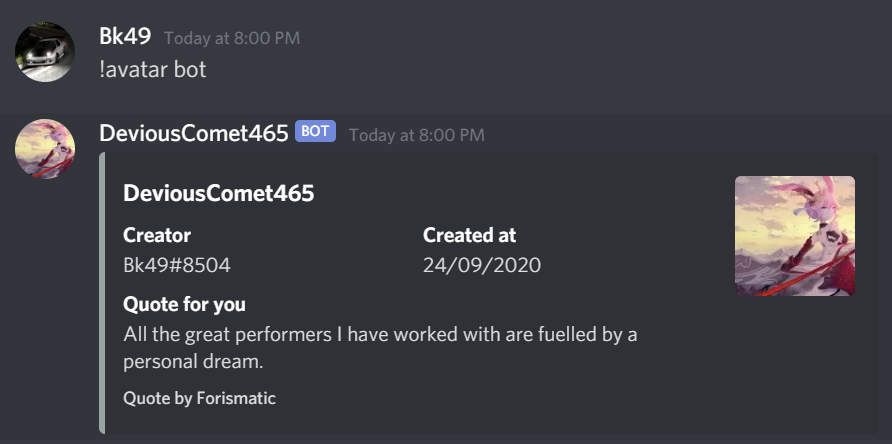 Bk49 Today at 8:00 PM
!avatar bot
DeviousComet465 BOT Today at 8:00 PM
DeviousComet465
Creator Created at
Bk49#8504 24/09/2020
Quote for you
All the great performers I have worked with are fuelled by a
personal dream.
Quote by Forismatic